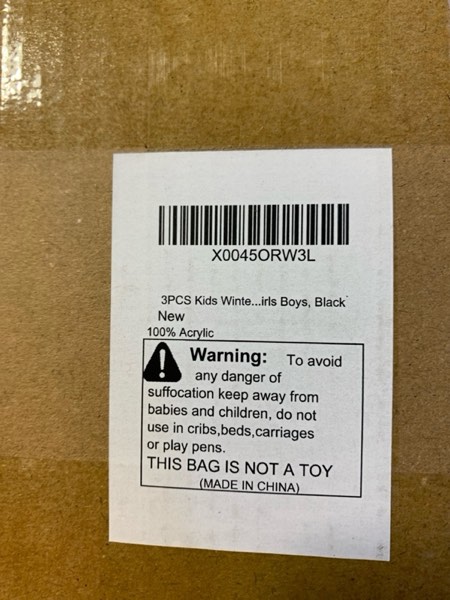 X0045ORW3L
3PCS Kids Winte...irls Boys, Black
New
100% Acrylic
Warning: To avoid
any danger of
suffocation keep away from
babies and children, do not
use in cribs,beds,carriages
or play pens.
THIS BAG IS NOT A TOY
(MADE IN CHINA)